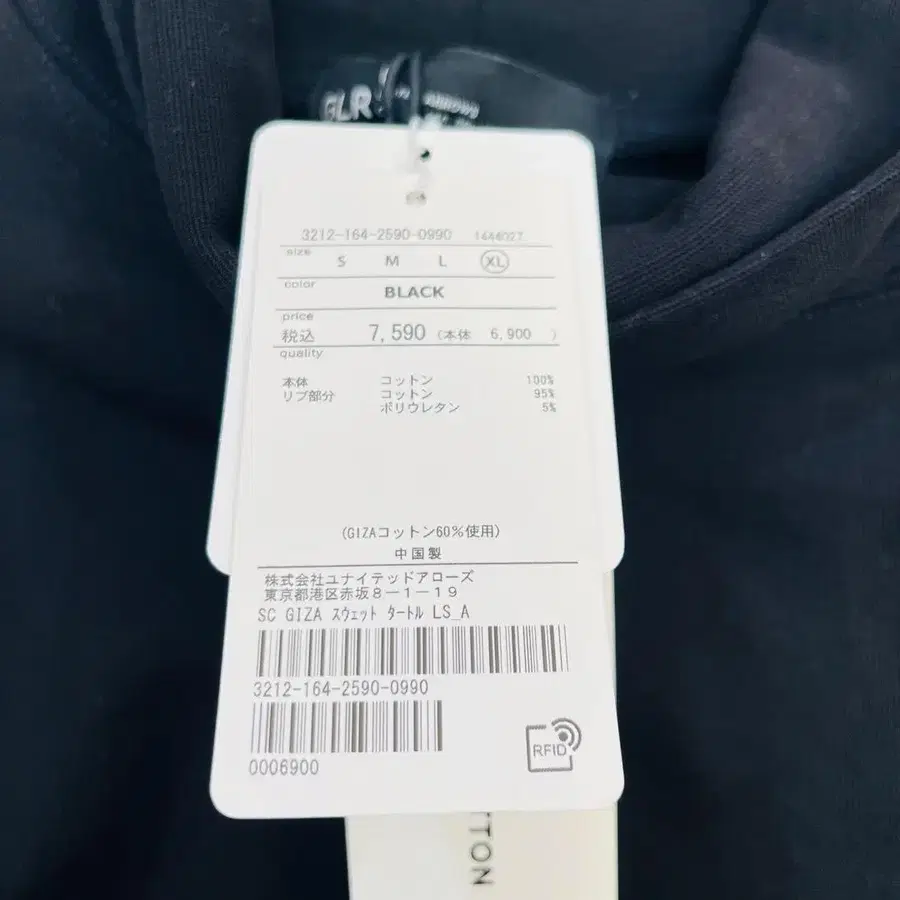 GLR
3212-164-2590-0990 1444027
size S M L XL
color
BLACK
price
税込 7,590 (本体 6,900 )
quality
本体 コットン 100%
リブ部分 コットン 95%
ポリウレタン 5%
(GIZAコットン60%使用)
中国製
株式会社ユナイテッドアローズ
東京都港区赤坂8-1-19
SC GIZA スウェット タートル LS_A
3212-164-2590-0990
0006900
RFID